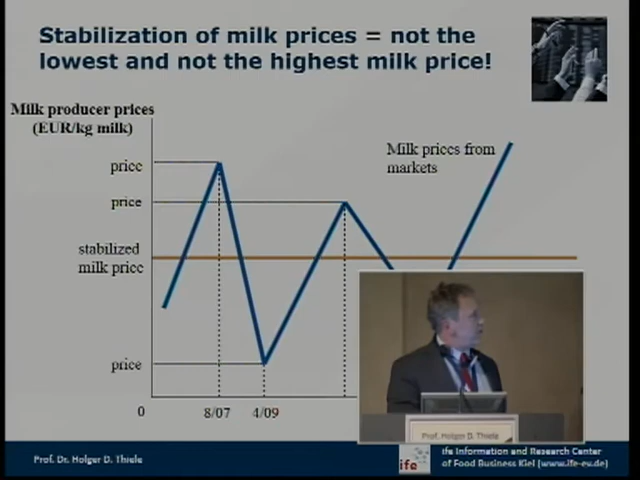 Stabilization of milk prices = not the
lowest and not the highest milk price!
Milk producer prices
(EUR/kg milk)
Milk prices from
markets
price
price
stabilized
milk price
price
0
8/07
4/09
Prof. Holger D. Thiele
Prof. Dr. Holger D. Thiele
ife
ife Information and Research Center
of Food Business Kiel (www.ife-ev.de)